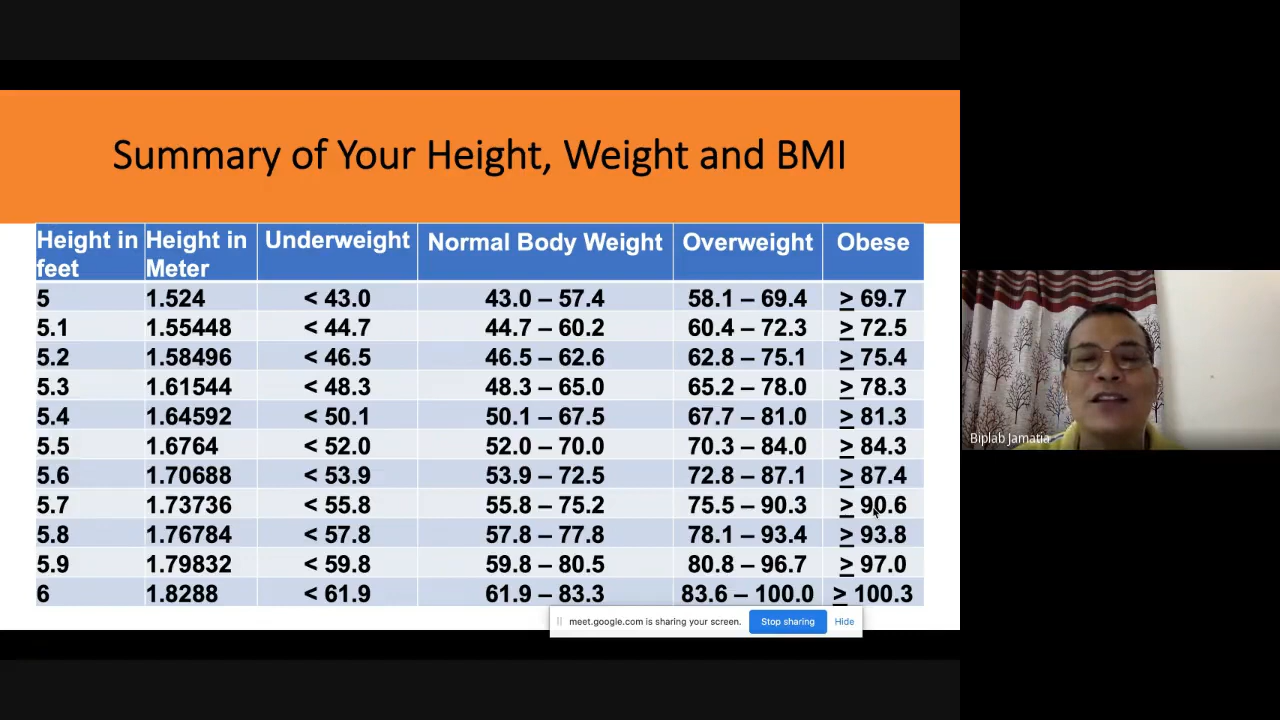 Summary of Your Height, Weight and BMI
Height in feet Height in Meter Underweight Normal Body Weight Overweight Obese
5 1.524 < 43.0 43.0 – 57.4 58.1 – 69.4 ≥ 69.7
5.1 1.55448 < 44.7 44.7 – 60.2 60.4 – 72.3 ≥ 72.5
5.2 1.58496 < 46.5 46.5 – 62.6 62.8 – 75.1 ≥ 75.4
5.3 1.61544 < 48.3 48.3 – 65.0 65.2 – 78.0 ≥ 78.3
5.4 1.64592 < 50.1 50.1 – 67.5 67.7 – 81.0 ≥ 81.3
5.5 1.6764 < 52.0 52.0 – 70.0 70.3 – 84.0 ≥ 84.3
5.6 1.70688 < 53.9 53.9 – 72.5 72.8 – 87.1 ≥ 87.4
5.7 1.73736 < 55.8 55.8 – 75.2 75.5 – 90.3 ≥ 90.6
5.8 1.76784 < 57.8 57.8 – 77.8 78.1 – 93.4 ≥ 93.8
5.9 1.79832 < 59.8 59.8 – 80.5 80.8 – 96.7 ≥ 97.0
6 1.8288 < 61.9 61.9 – 83.3 83.6 – 100.0 ≥ 100.3
meet.google.com is sharing your screen. Stop sharing Hide
Biplab Jamatia